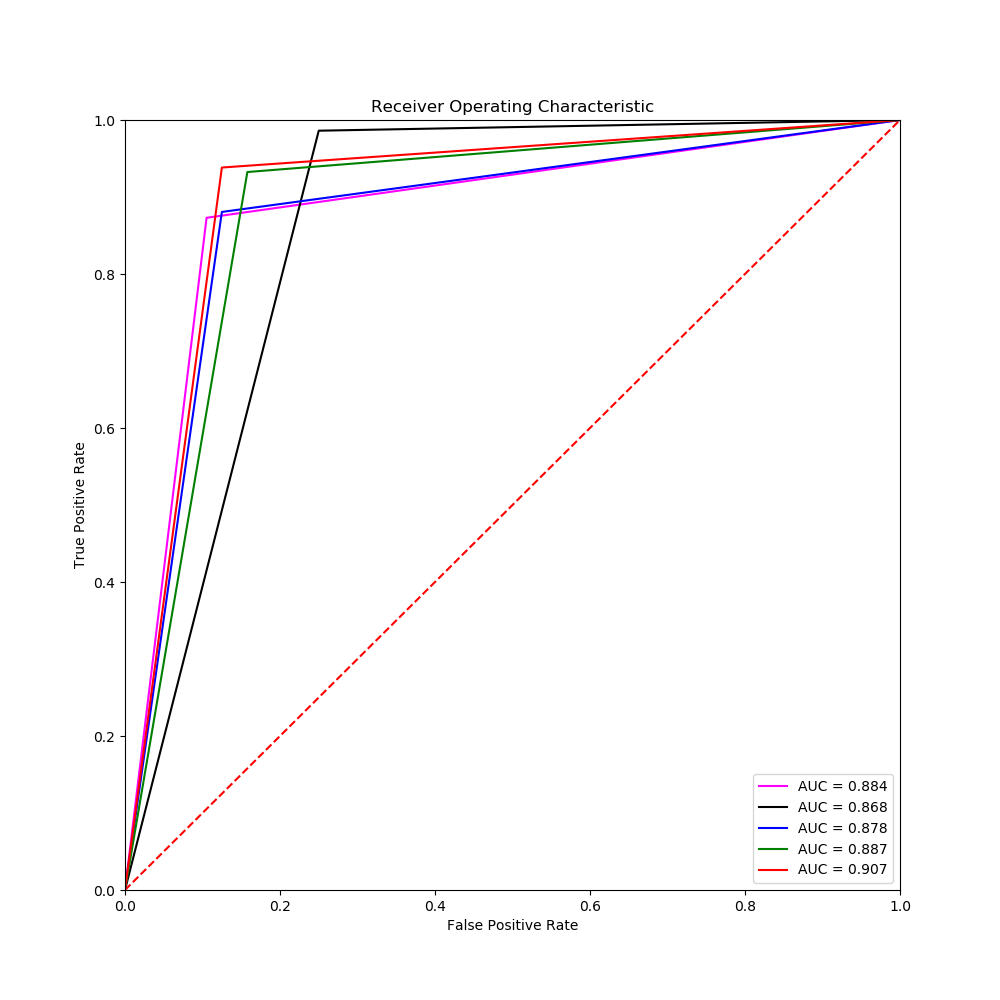 Receiver Operating Characteristic
1.0
0.8
0.6
0.4
0.2
0.0
True Positive Rate
0.0 0.2 0.4 0.6 0.8 1.0
False Positive Rate
AUC = 0.884
AUC = 0.868
AUC = 0.878
AUC = 0.887
AUC = 0.907